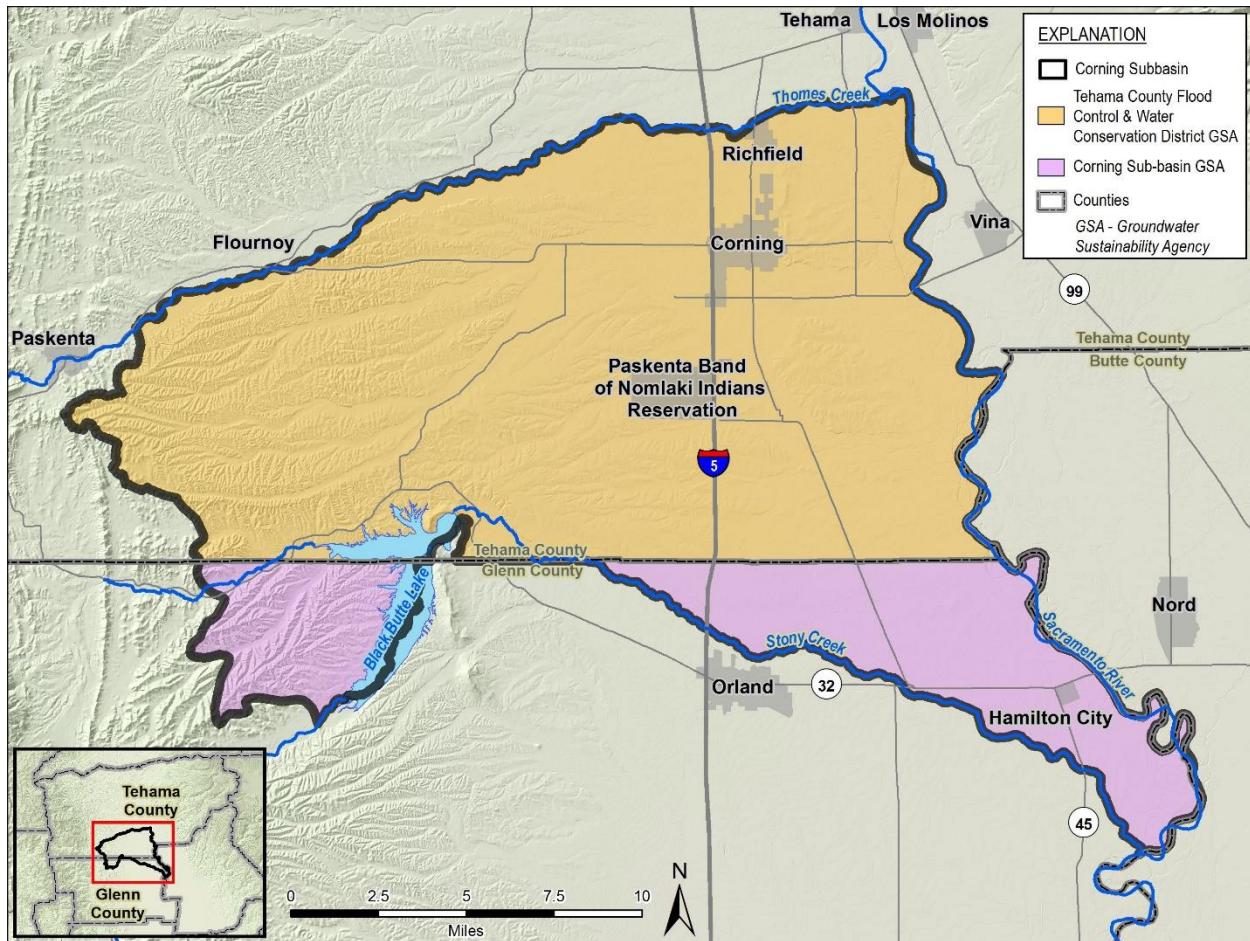 Tehama
Los Molinos
EXPLANATION
Corning Subbasin
Tehama County Flood
Control & Water
Conservation District GSA
Corning Sub-basin GSA
Counties
GSA - Groundwater
Sustainability Agency
Thomes Creek
Richfield
Vina
Flournoy
Corning
99
Paskenta
Tehama County
Butte County
Paskenta Band
of Nomlaki Indians
Reservation
5
Tehama County
Glenn County
Black Butte Lake
Stony Creek
Sacramento River
Nord
Orland
32
Hamilton City
45
Tehama
County
Glenn
County
0 2.5 5 7.5 10
Miles
N